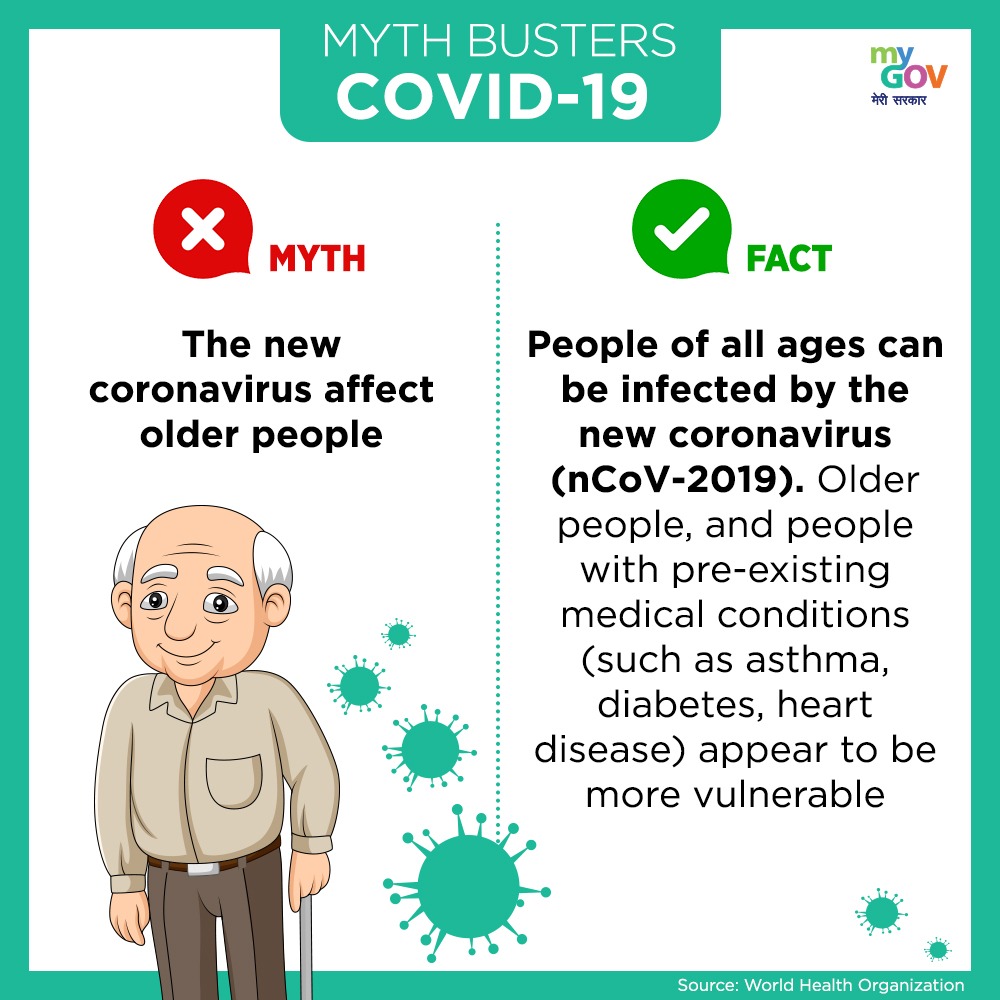 MYTH BUSTERS
COVID-19
my
GOV
मेरी सरकार
MYTH
The new
coronavirus affect
older people
FACT
People of all ages can
be infected by the
new coronavirus
(nCoV-2019). Older
people, and people
with pre-existing
medical conditions
(such as asthma,
diabetes, heart
disease) appear to be
more vulnerable
Source: World Health Organization